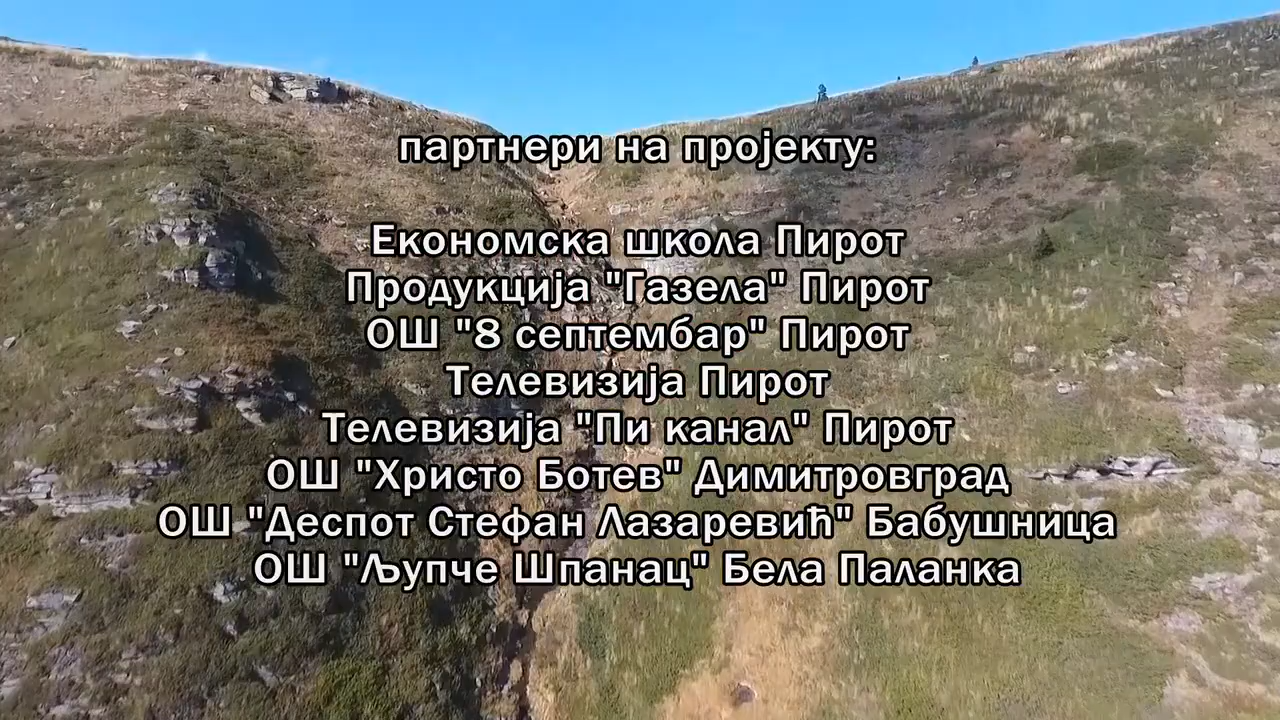 партнери на пројекту:
Економска школа Пирот
Продукција "Газела" Пирот
ОШ "8 септембар" Пирот
Телевизија Пирот
Телевизија "Пи канал" Пирот
ОШ "Христо Ботев" Димитровград
ОШ "Деспот Стефан Лазаревић" Бабушница
ОШ "Љупче Шпанац" Бела Паланка